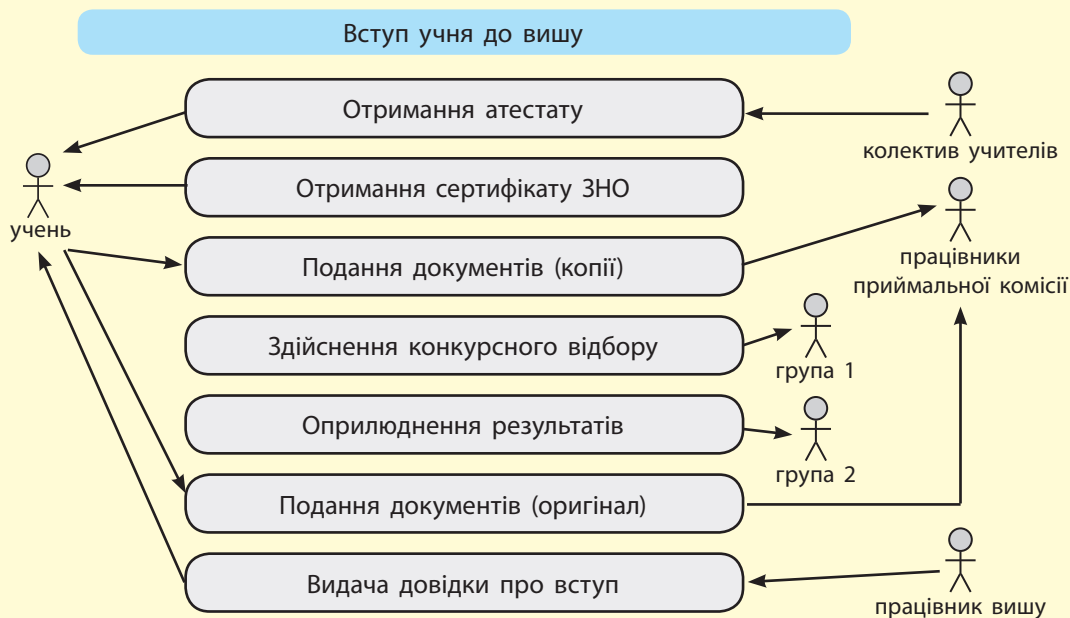 Вступ учня до вишу
Отримання атестату
колектив учителів
Отримання сертифікату ЗНО
учень
Подання документів (копії)
працівники
приймальної комісії
Здійснення конкурсного відбору
група 1
Оприлюднення результатів
група 2
Подання документів (оригінал)
Видача довідки про вступ
працівник вишу